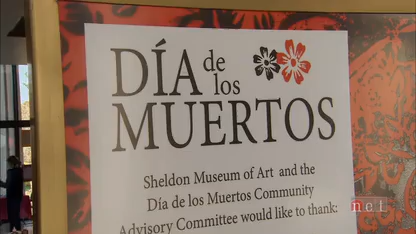 DÍA de
los
MUERTOS
Sheldon Museum of Art and the
Día de los Muertos Community
Advisory Committee would like to thank:
net